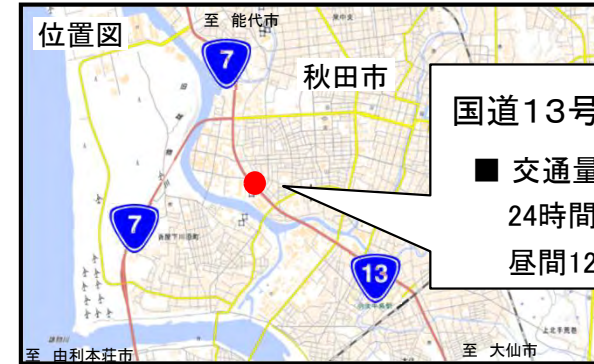 位置図
至 能代市
7
秋田市
国道13号
■ 交通量
24時間
昼間12
7
13
至 由利本荘市
至 大仙市